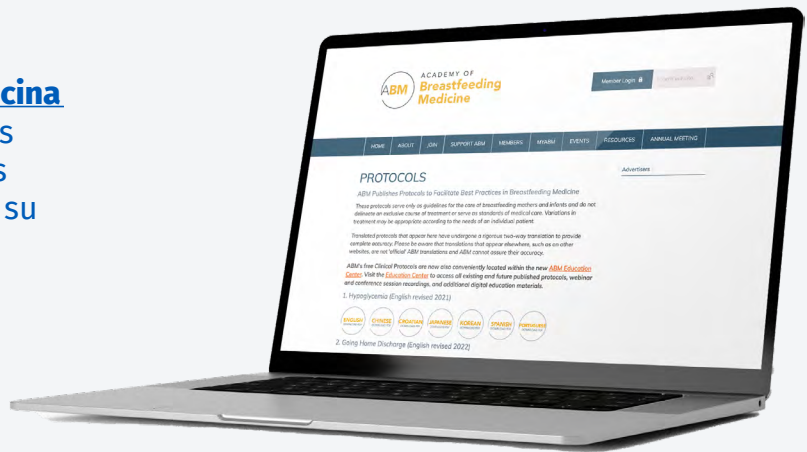 cina
s
s
su
ABM
ACADEMY OF
Breastfeeding
Medicine
Member Login
HOME ABOUT JOIN SUPPORT ABM MEMBERS MYABM EVENTS RESOURCES ANNUAL MEETING
PROTOCOLS
Advertisers
ABM Publishes Protocols to Facilitate Best Practices in Breastfeeding Medicine
These protocols serve only as guidelines for the care of breastfeeding mothers and infants and do not
delineate an exclusive course of treatment or serve as standards of medical care. Variations in
treatment may be appropriate according to the needs of an individual patient.
Translated protocols that appear here have undergone a rigorous two-way translation to provide
complete accuracy. Please be aware that translations that appear elsewhere, such as on other
websites, are not 'official' ABM translations and ABM cannot assure their accuracy.
ABM's free Clinical Protocols are now also conveniently located within the new ABM Education
Center. Visit the Education Center to access all existing and future published protocols, webinar
and conference session recordings, and additional digital education materials.
1. Hypoglycemia (English revised 2021)
ENGLISH CHINESE CROATIAN JAPANESE KOREAN SPANISH PORTUGUESE
2. Going Home Discharge (English revised 2022)